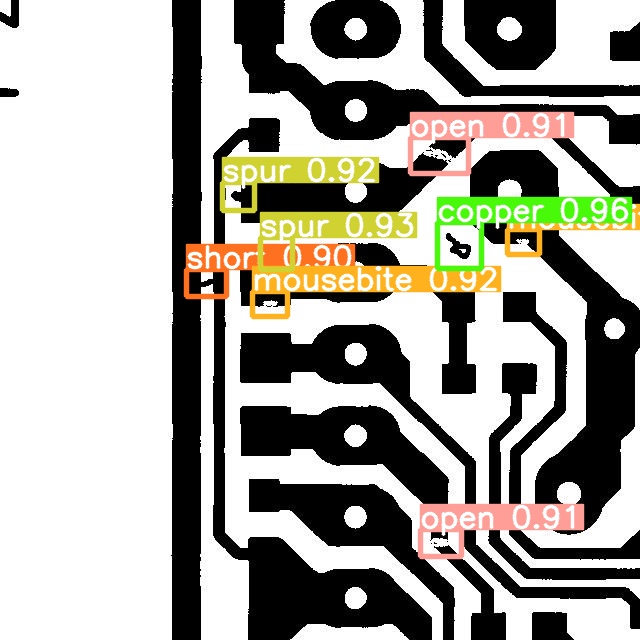 open 0.91
spur 0.92
copper 0.96
spur 0.93
short 0.90
mousebite 0.92
open 0.91